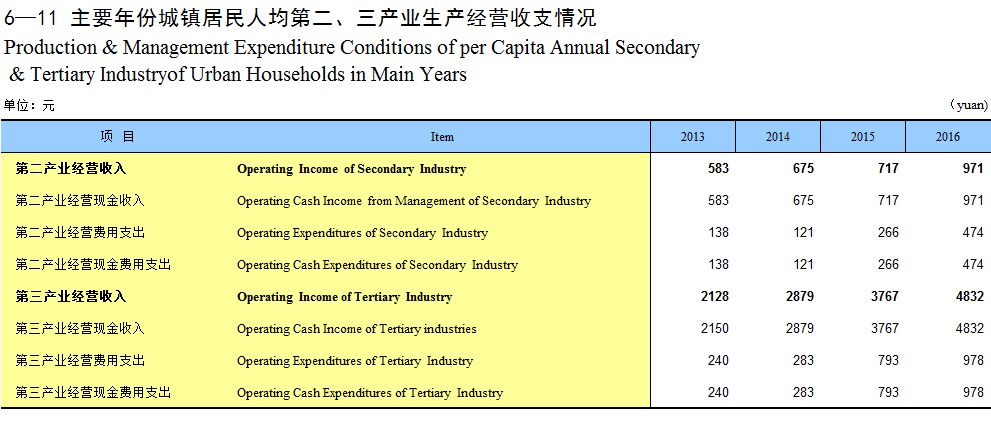 6—11 主要年份城镇居民人均第二、三产业生产经营收支情况
Production & Management Expenditure Conditions of per Capita Annual Secondary
& Tertiary Industryof Urban Households in Main Years
单位：元 （yuan)
项 目 Item 2013 2014 2015 2016
第二产业经营收入 Operating Income of Secondary Industry 583 675 717 971
第二产业经营现金收入 Operating Cash Income from Management of Secondary Industry 583 675 717 971
第二产业经营费用支出 Operating Expenditures of Secondary Industry 138 121 266 474
第二产业经营现金费用支出 Operating Cash Expenditures of Secondary Industry 138 121 266 474
第三产业经营收入 Operating Income of Tertiary Industry 2128 2879 3767 4832
第三产业经营现金收入 Operating Cash Income of Tertiary industries 2150 2879 3767 4832
第三产业经营费用支出 Operating Expenditures of Tertiary Industry 240 283 793 978
第三产业经营现金费用支出 Operating Cash Expenditures of Tertiary Industry 240 283 793 978